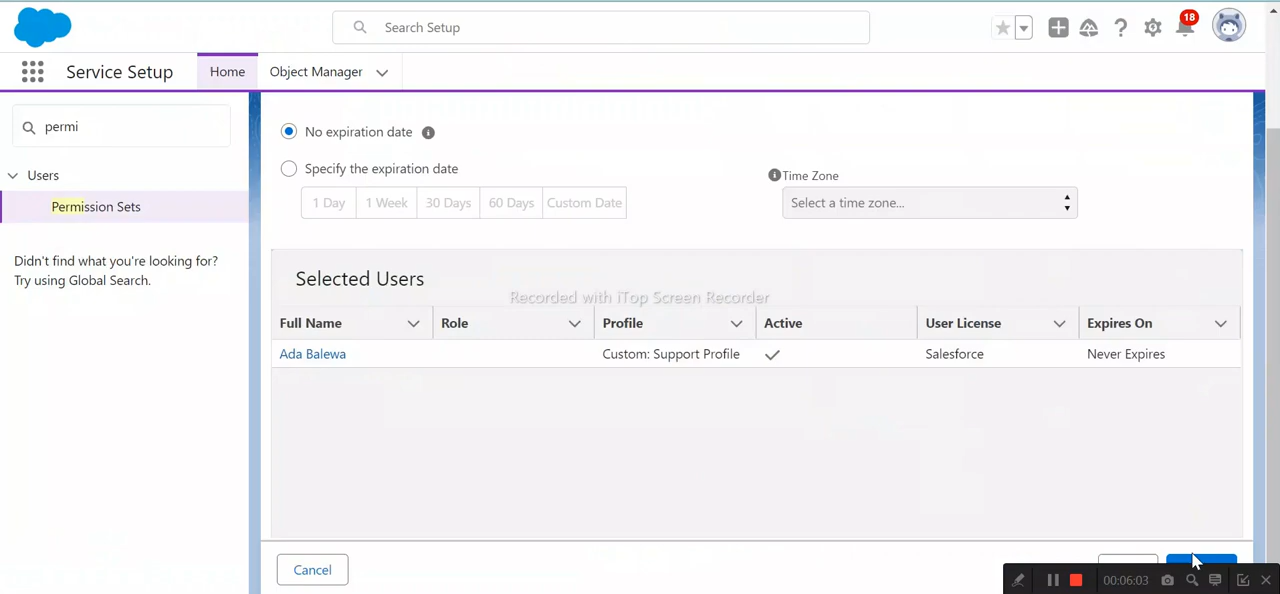 Search Setup
18
Service Setup
Home
Object Manager
permi
Users
Permission Sets
Didn't find what you're looking for?
Try using Global Search.
No expiration date
Specify the expiration date
1 Day
1 Week
30 Days
60 Days
Custom Date
Time Zone
Select a time zone...
Selected Users
Recorded with iTop Screen Recorder
Full Name
Role
Profile
Active
User License
Expires On
Ada Balewa
Custom: Support Profile
Salesforce
Never Expires
Cancel
00:06:03